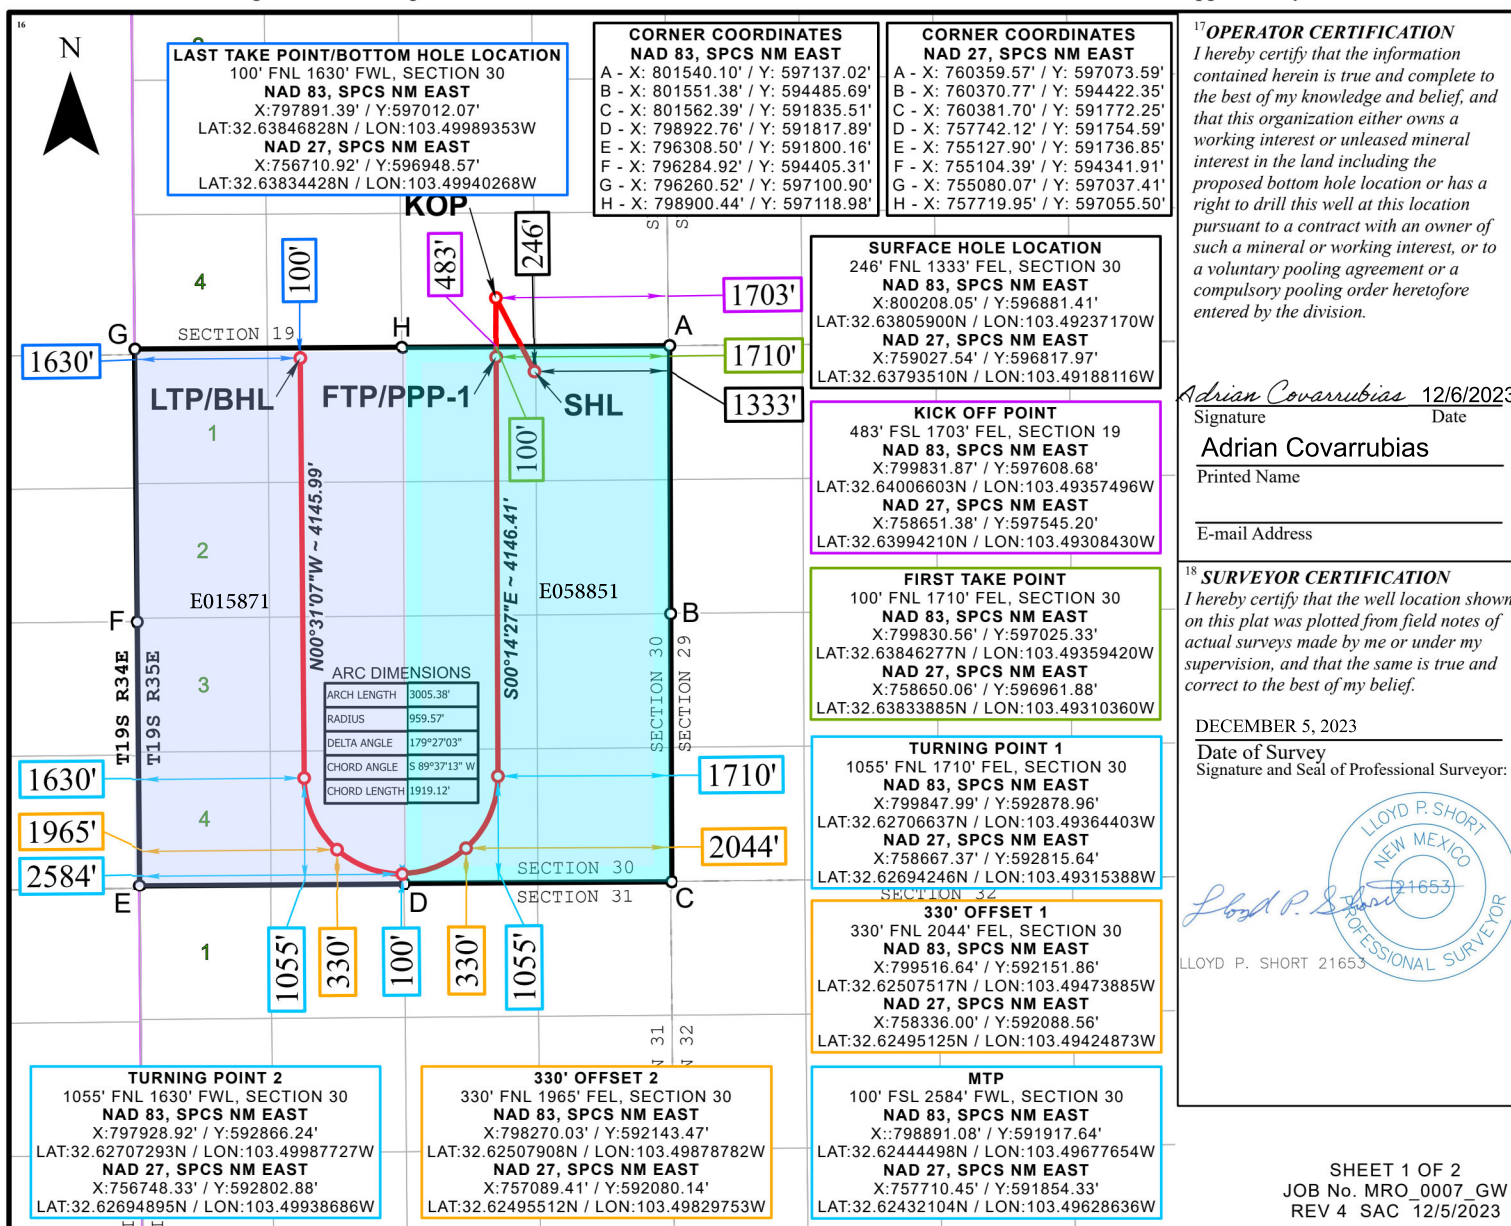 16
N
LAST TAKE POINT/BOTTOM HOLE LOCATION
100' FNL 1630' FWL, SECTION 30
NAD 83, SPCS NM EAST
X:797891.39' / Y:597012.07'
LAT:32.63846828N / LON:103.49989353W
NAD 27, SPCS NM EAST
X:756710.92' / Y:596948.57'
LAT:32.63834428N / LON:103.49940268W
CORNER COORDINATES
NAD 83, SPCS NM EAST
A - X: 801540.10' / Y: 597137.02'
B - X: 801551.38' / Y: 594485.69'
C - X: 801562.39' / Y: 591835.51'
D - X: 798922.76' / Y: 591817.89'
E - X: 796308.50' / Y: 591800.16'
F - X: 796284.92' / Y: 594405.31'
G - X: 796260.52' / Y: 597100.90'
H - X: 798900.44' / Y: 597118.98'
CORNER COORDINATES
NAD 27, SPCS NM EAST
A - X: 760359.57' / Y: 597073.59'
B - X: 760370.77' / Y: 594422.35'
C - X: 760381.70' / Y: 591772.25'
D - X: 757742.12' / Y: 591754.59'
E - X: 755127.90' / Y: 591736.85'
F - X: 755104.39' / Y: 594341.91'
G - X: 755080.07' / Y: 597037.41'
H - X: 757719.95' / Y: 597055.50'
KOP
4
100'
483'
246'
S
S
1703'
G
SECTION 19
H
A
1630'
1710'
LTP/BHL
FTP/PPP-1
SHL
1333'
100'
1
2
3
4
1
N00°31'07"W ~ 4145.99'
S00°14'27"E ~ 4146.41'
E015871
E058851
F
B
T19S R34E
T19S R35E
SECTION 30
SECTION 29
ARC DIMENSIONS
ARCH LENGTH 3005.38'
RADIUS 959.57'
DELTA ANGLE 179°27'03"
CHORD ANGLE S 89°37'13" W
CHORD LENGTH 1919.12'
1630'
1710'
1965'
2044'
2584'
SECTION 30
SECTION 31
SECTION 32
E
D
C
1055'
330'
100'
330'
1055'
N 31
N 32
SURFACE HOLE LOCATION
246' FNL 1333' FEL, SECTION 30
NAD 83, SPCS NM EAST
X:800208.05' / Y:596881.41'
LAT:32.63805900N / LON:103.49237170W
NAD 27, SPCS NM EAST
X:759027.54' / Y:596817.97'
LAT:32.63793510N / LON:103.49188116W
KICK OFF POINT
483' FSL 1703' FEL, SECTION 19
NAD 83, SPCS NM EAST
X:799831.87' / Y:597608.68'
LAT:32.64006603N / LON:103.49357496W
NAD 27, SPCS NM EAST
X:758651.38' / Y:597545.20'
LAT:32.63994210N / LON:103.49308430W
FIRST TAKE POINT
100' FNL 1710' FEL, SECTION 30
NAD 83, SPCS NM EAST
X:799830.56' / Y:597025.33'
LAT:32.63846277N / LON:103.49359420W
NAD 27, SPCS NM EAST
X:758650.06' / Y:596961.88'
LAT:32.63833885N / LON:103.49310360W
TURNING POINT 1
1055' FNL 1710' FEL, SECTION 30
NAD 83, SPCS NM EAST
X:799847.99' / Y:592878.96'
LAT:32.62706637N / LON:103.49364403W
NAD 27, SPCS NM EAST
X:758667.37' / Y:592815.64'
LAT:32.62694246N / LON:103.49315388W
330' OFFSET 1
330' FNL 2044' FEL, SECTION 30
NAD 83, SPCS NM EAST
X:799516.64' / Y:592151.86'
LAT:32.62507517N / LON:103.49473885W
NAD 27, SPCS NM EAST
X:758336.00' / Y:592088.56'
LAT:32.62495125N / LON:103.49424873W
TURNING POINT 2
1055' FNL 1630' FWL, SECTION 30
NAD 83, SPCS NM EAST
X:797928.92' / Y:592866.24'
LAT:32.62707293N / LON:103.49987727W
NAD 27, SPCS NM EAST
X:756748.33' / Y:592802.88'
LAT:32.62694895N / LON:103.49938686W
330' OFFSET 2
330' FNL 1965' FEL, SECTION 30
NAD 83, SPCS NM EAST
X:798270.03' / Y:592143.47'
LAT:32.62507908N / LON:103.49878782W
NAD 27, SPCS NM EAST
X:757089.41' / Y:592080.14'
LAT:32.62495512N / LON:103.49829753W
MTP
100' FSL 2584' FWL, SECTION 30
NAD 83, SPCS NM EAST
X::798891.08' / Y:591917.64'
LAT:32.62444498N / LON:103.49677654W
NAD 27, SPCS NM EAST
X:757710.45' / Y:591854.33'
LAT:32.62432104N / LON:103.49628636W
17 OPERATOR CERTIFICATION
I hereby certify that the information
contained herein is true and complete to
the best of my knowledge and belief, and
that this organization either owns a
working interest or unleased mineral
interest in the land including the
proposed bottom hole location or has a
right to drill this well at this location
pursuant to a contract with an owner of
such a mineral or working interest, or to
a voluntary pooling agreement or a
compulsory pooling order heretofore
entered by the division.
Adrian Covarrubias 12/6/2023
Signature Date
Adrian Covarrubias
Printed Name
E-mail Address
18 SURVEYOR CERTIFICATION
I hereby certify that the well location shown
on this plat was plotted from field notes of
actual surveys made by me or under my
supervision, and that the same is true and
correct to the best of my belief.
DECEMBER 5, 2023
Date of Survey
Signature and Seal of Professional Surveyor:
LLOYD P. SHORT
NEW MEXICO
21653
PROFESSIONAL SURVEYOR
Lloyd P. Short
LLOYD P. SHORT 21653
SHEET 1 OF 2
JOB No. MRO_0007_GW
REV 4 SAC 12/5/2023